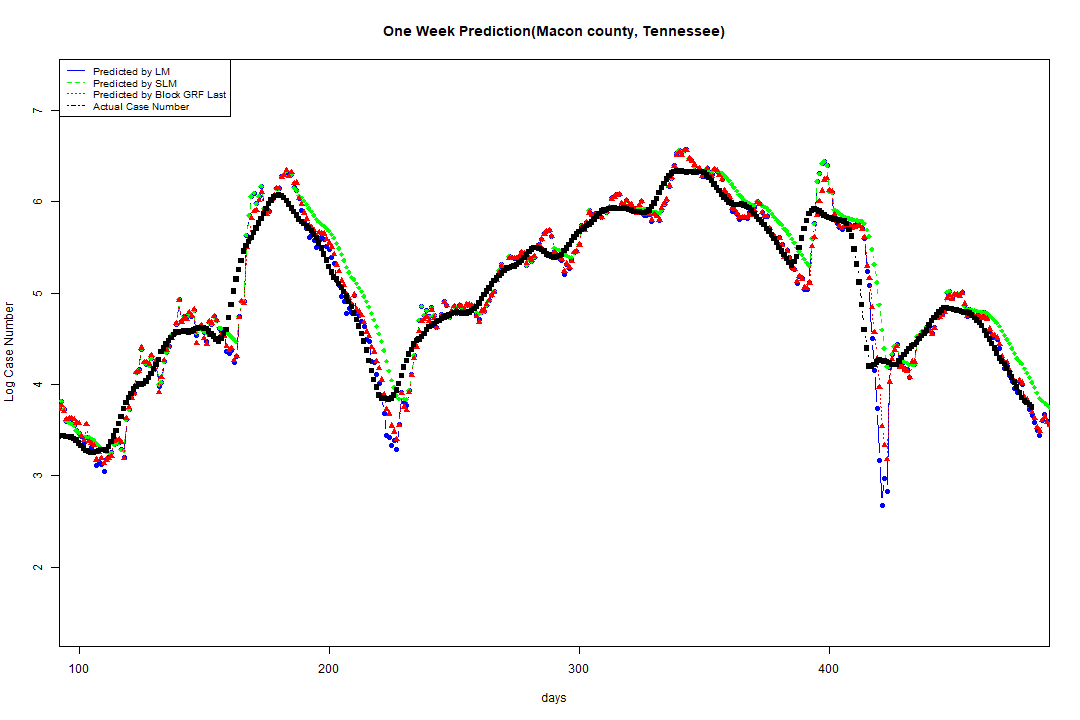 One Week Prediction(Macon county, Tennessee)
Predicted by LM
Predicted by SLM
Predicted by Block GRF Last
Actual Case Number
7
6
5
4
3
2
Log Case Number
100 200 300 400
days